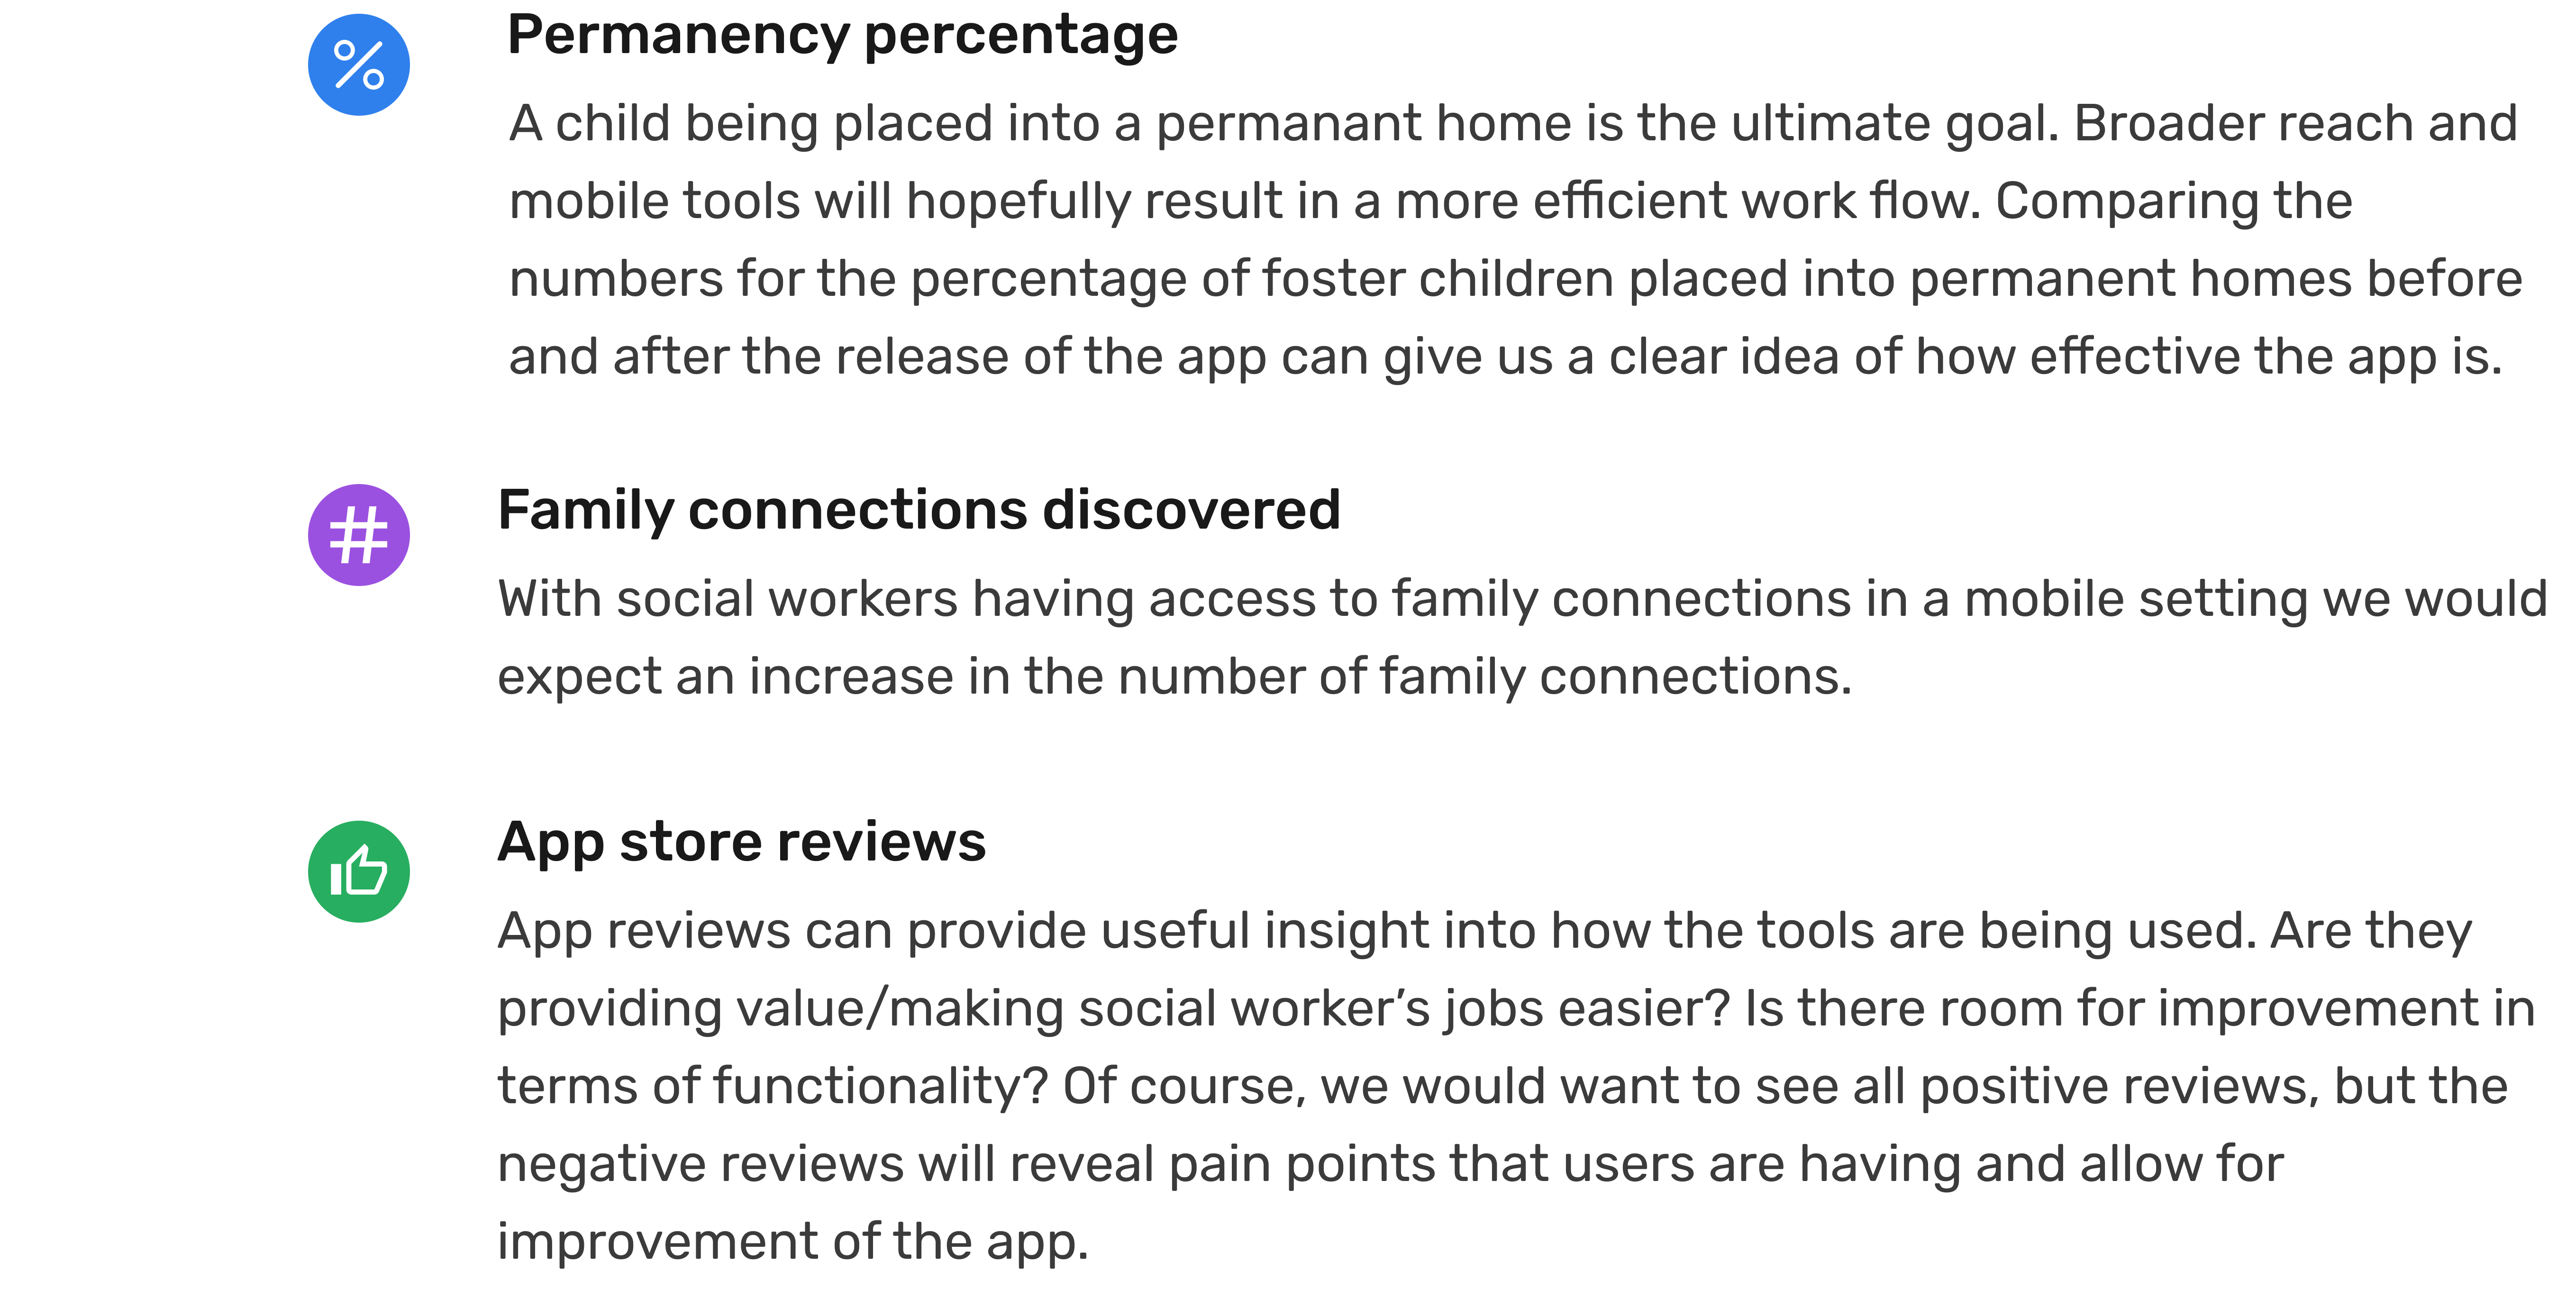 Permanency percentage
A child being placed into a permanant home is the ultimate goal. Broader reach and
mobile tools will hopefully result in a more efficient work flow. Comparing the
numbers for the percentage of foster children placed into permanent homes before
and after the release of the app can give us a clear idea of how effective the app is.
Family connections discovered
With social workers having access to family connections in a mobile setting we would
expect an increase in the number of family connections.
App store reviews
App reviews can provide useful insight into how the tools are being used. Are they
providing value/making social worker’s jobs easier? Is there room for improvement in
terms of functionality? Of course, we would want to see all positive reviews, but the
negative reviews will reveal pain points that users are having and allow for
improvement of the app.